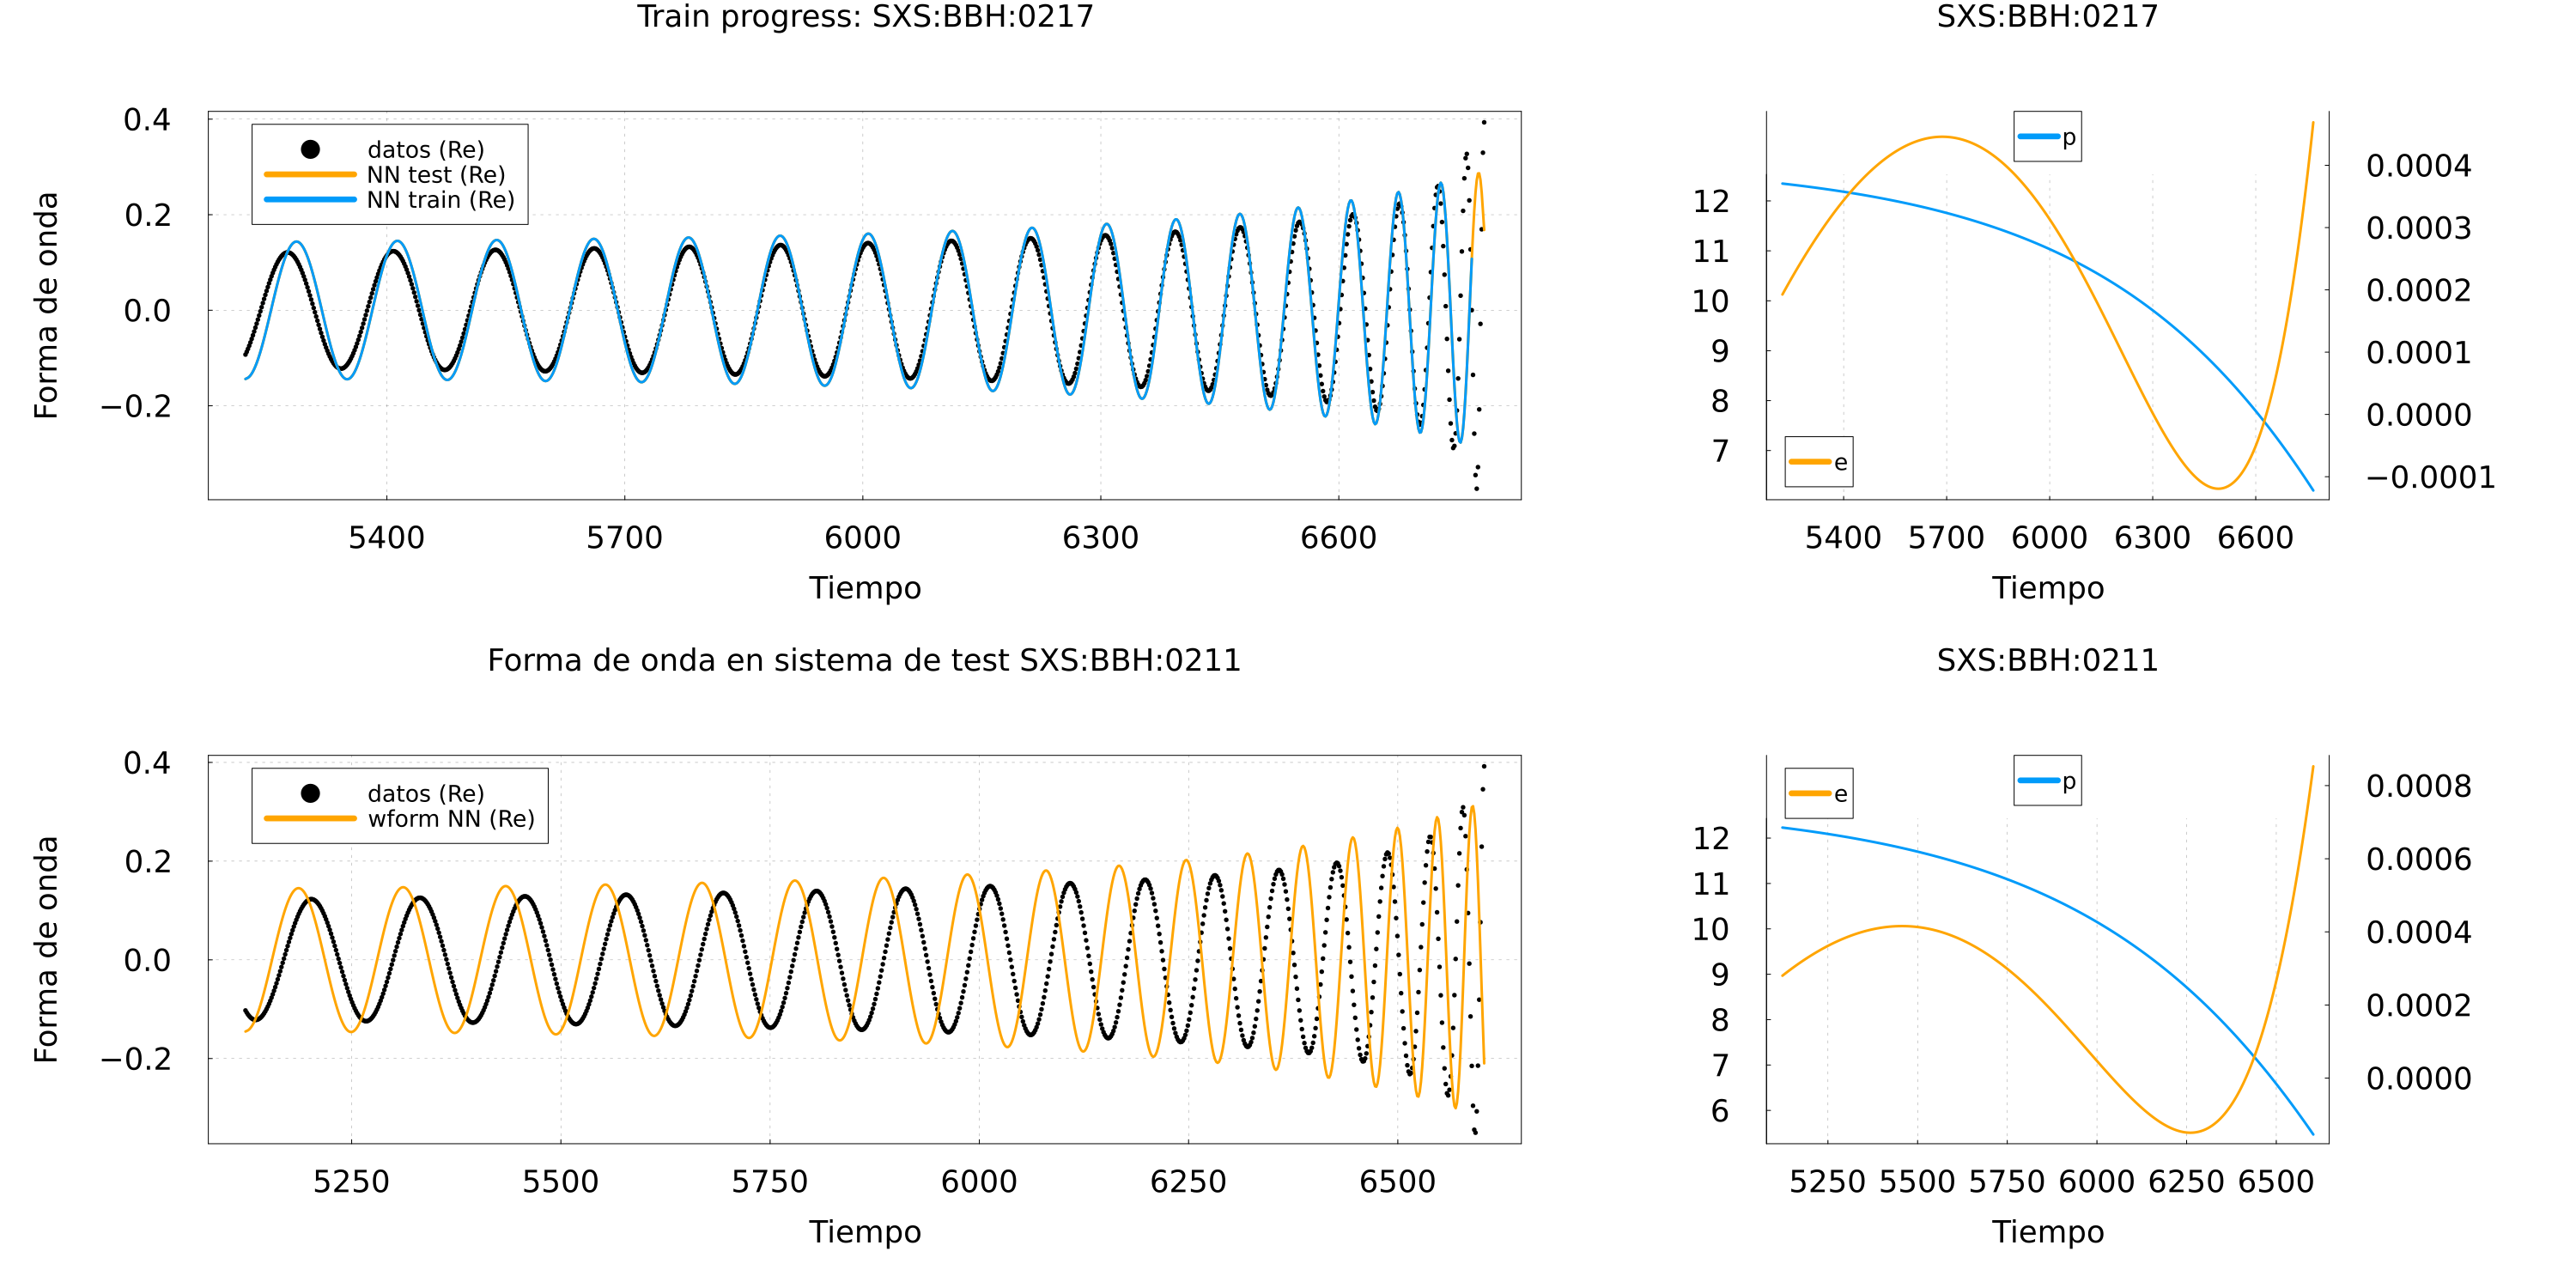 Train progress: SXS:BBH:0217
0.4
0.2
0.0
−0.2
Forma de onda
datos (Re)
NN test (Re)
NN train (Re)
5400 5700 6000 6300 6600
Tiempo
SXS:BBH:0217
12
11
10
9
8
7
p
e
0.0004
0.0003
0.0002
0.0001
0.0000
−0.0001
5400 5700 6000 6300 6600
Tiempo
Forma de onda en sistema de test SXS:BBH:0211
0.4
0.2
0.0
−0.2
Forma de onda
datos (Re)
wform NN (Re)
5250 5500 5750 6000 6250 6500
Tiempo
SXS:BBH:0211
12
11
10
9
8
7
6
e
p
0.0008
0.0006
0.0004
0.0002
0.0000
5250 5500 5750 6000 6250 6500
Tiempo